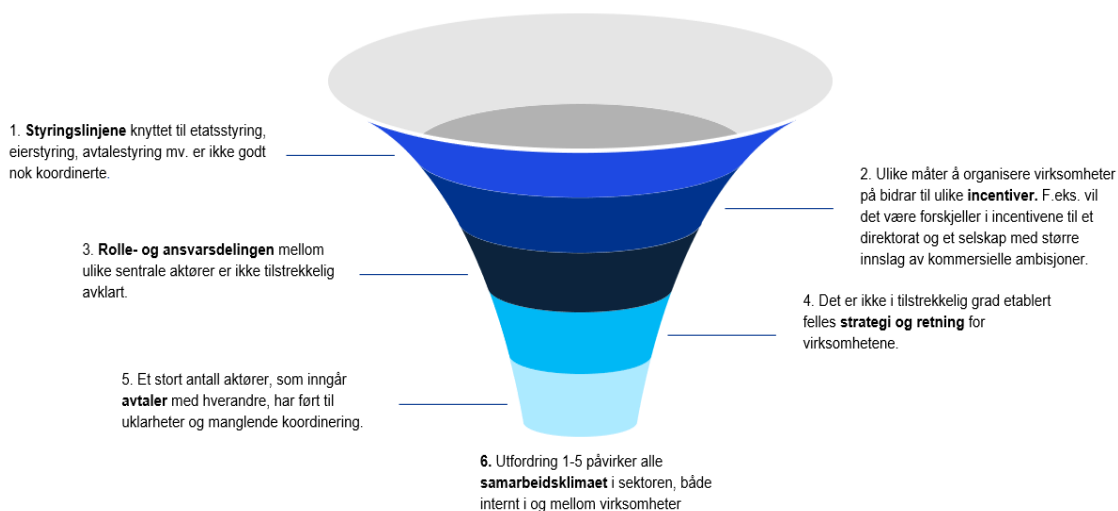 1. Styringslinjene knyttet til etatsstyring,
eierstyring, avtalestyring mv. er ikke godt
nok koordinerte.
2. Ulike måter å organisere virksomheter
på bidrar til ulike incentiver. F.eks. vil
det være forskjeller i incentivene til et
direktorat og et selskap med større
innslag av kommersielle ambisjoner.
3. Rolle- og ansvarsdelingen mellom
ulike sentrale aktører er ikke tilstrekkelig
avklart.
4. Det er ikke i tilstrekkelig grad etablert
felles strategi og retning for
virksomhetene.
5. Et stort antall aktører, som inngår
avtaler med hverandre, har ført til
uklarheter og manglende koordinering.
6. Utfordring 1-5 påvirker alle
samarbeidsklimaet i sektoren, både
internt i og mellom virksomheter